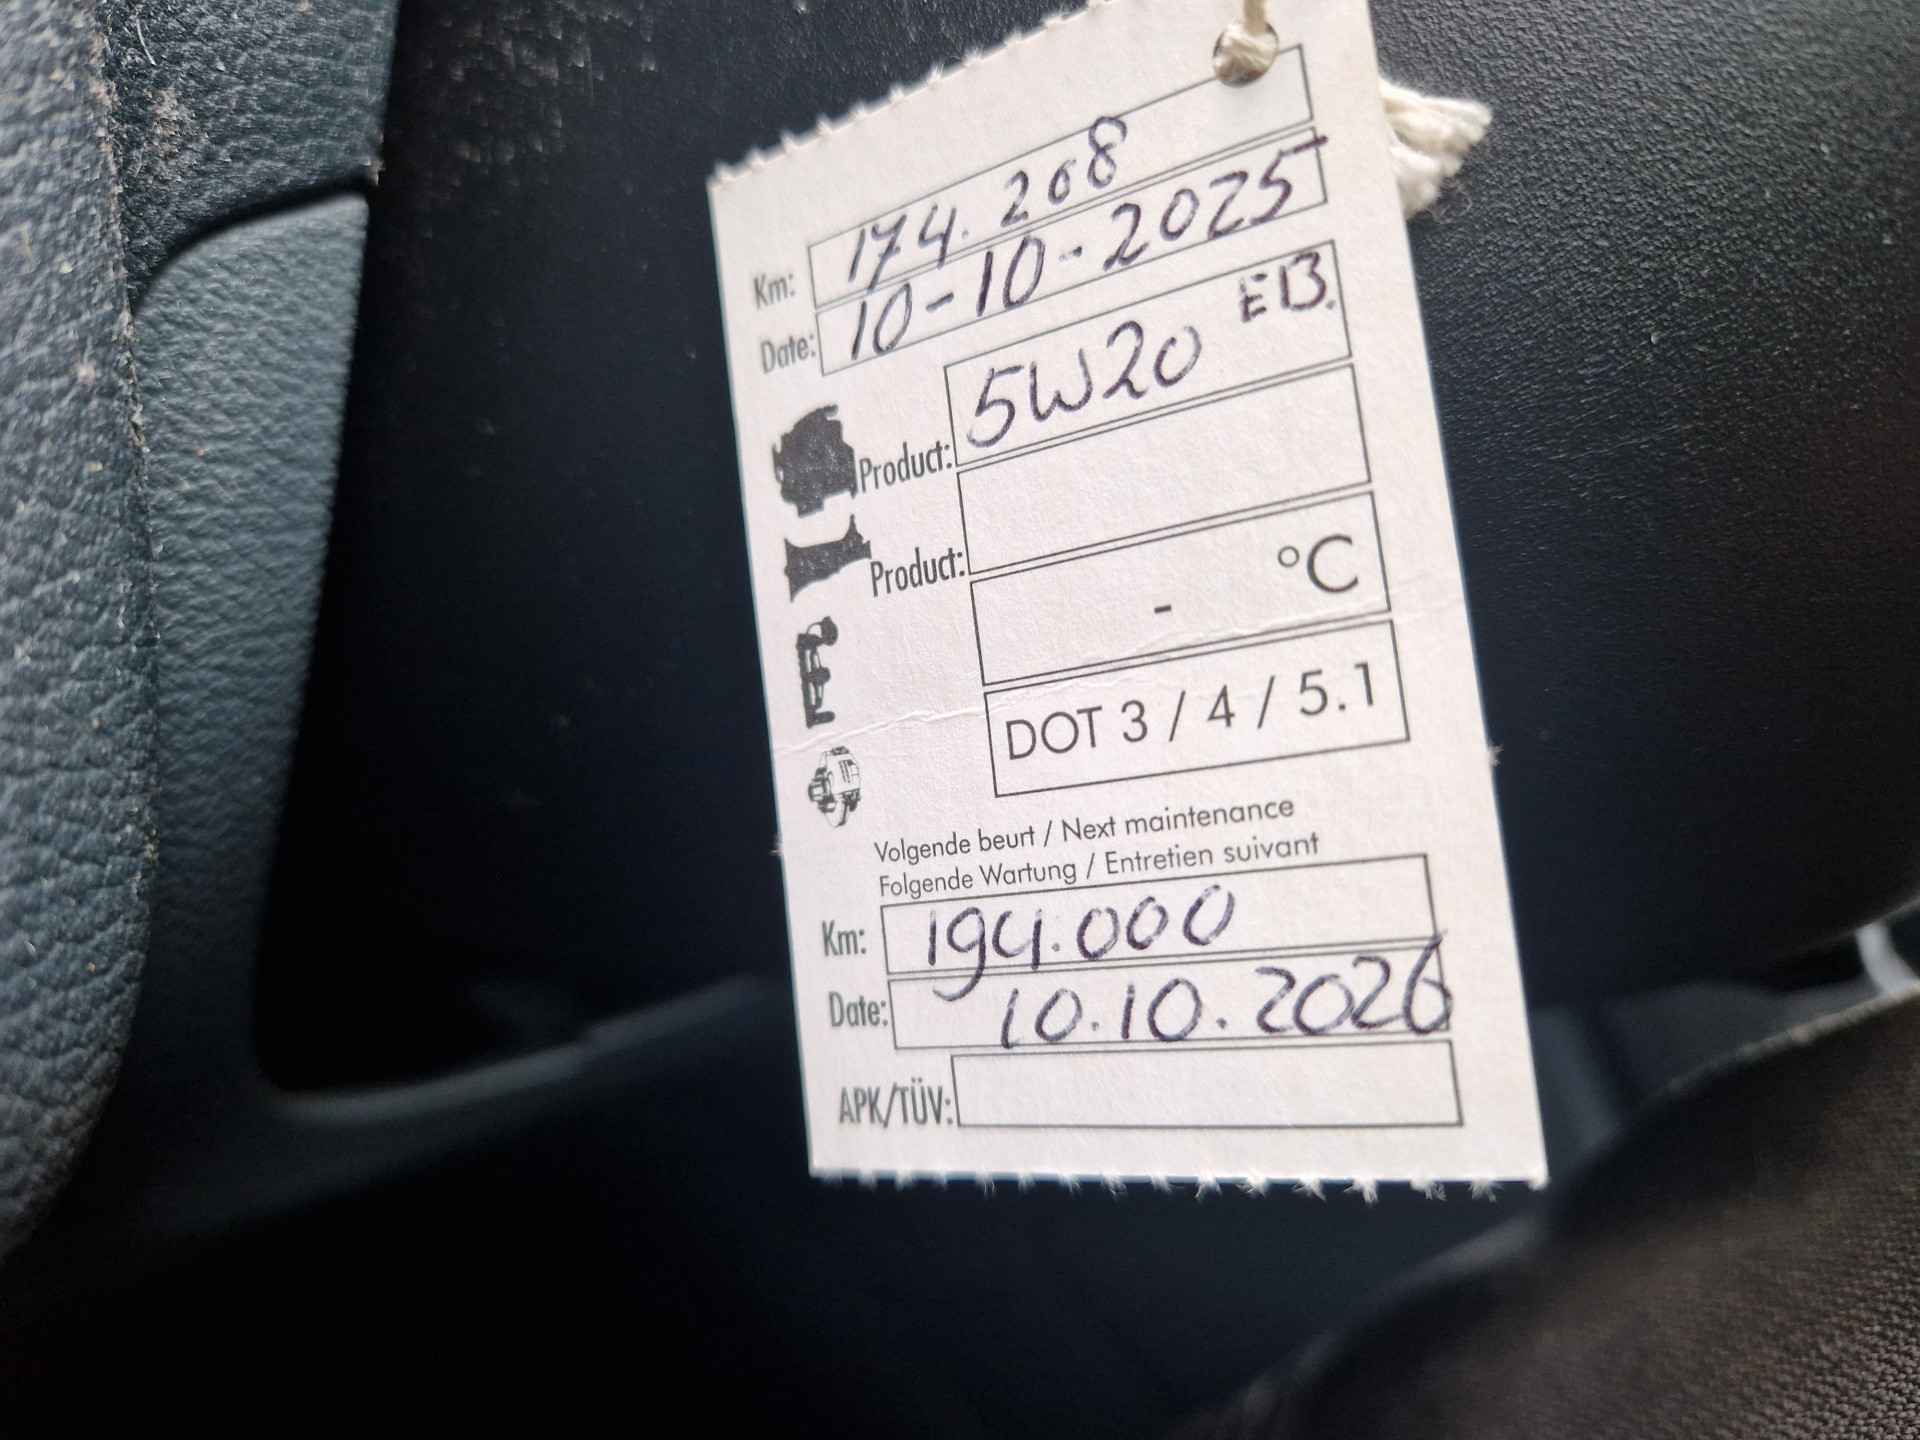 Km: 174.208
Date: 10-10-2025
Product: 5W20 EB.
Product:
- °C
DOT 3 / 4 / 5.1
Volgende beurt / Next maintenance
Folgende Wartung / Entretien suivant
Km: 194.000
Date: 10.10.2026
APK/TÜV: